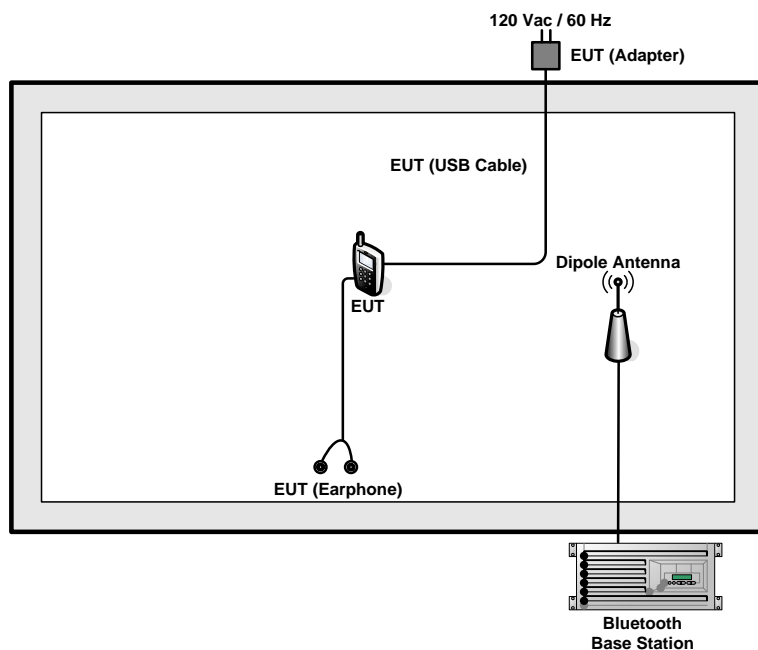 120 Vac / 60 Hz
EUT (Adapter)
EUT (USB Cable)
Dipole Antenna
EUT
EUT (Earphone)
Bluetooth
Base Station